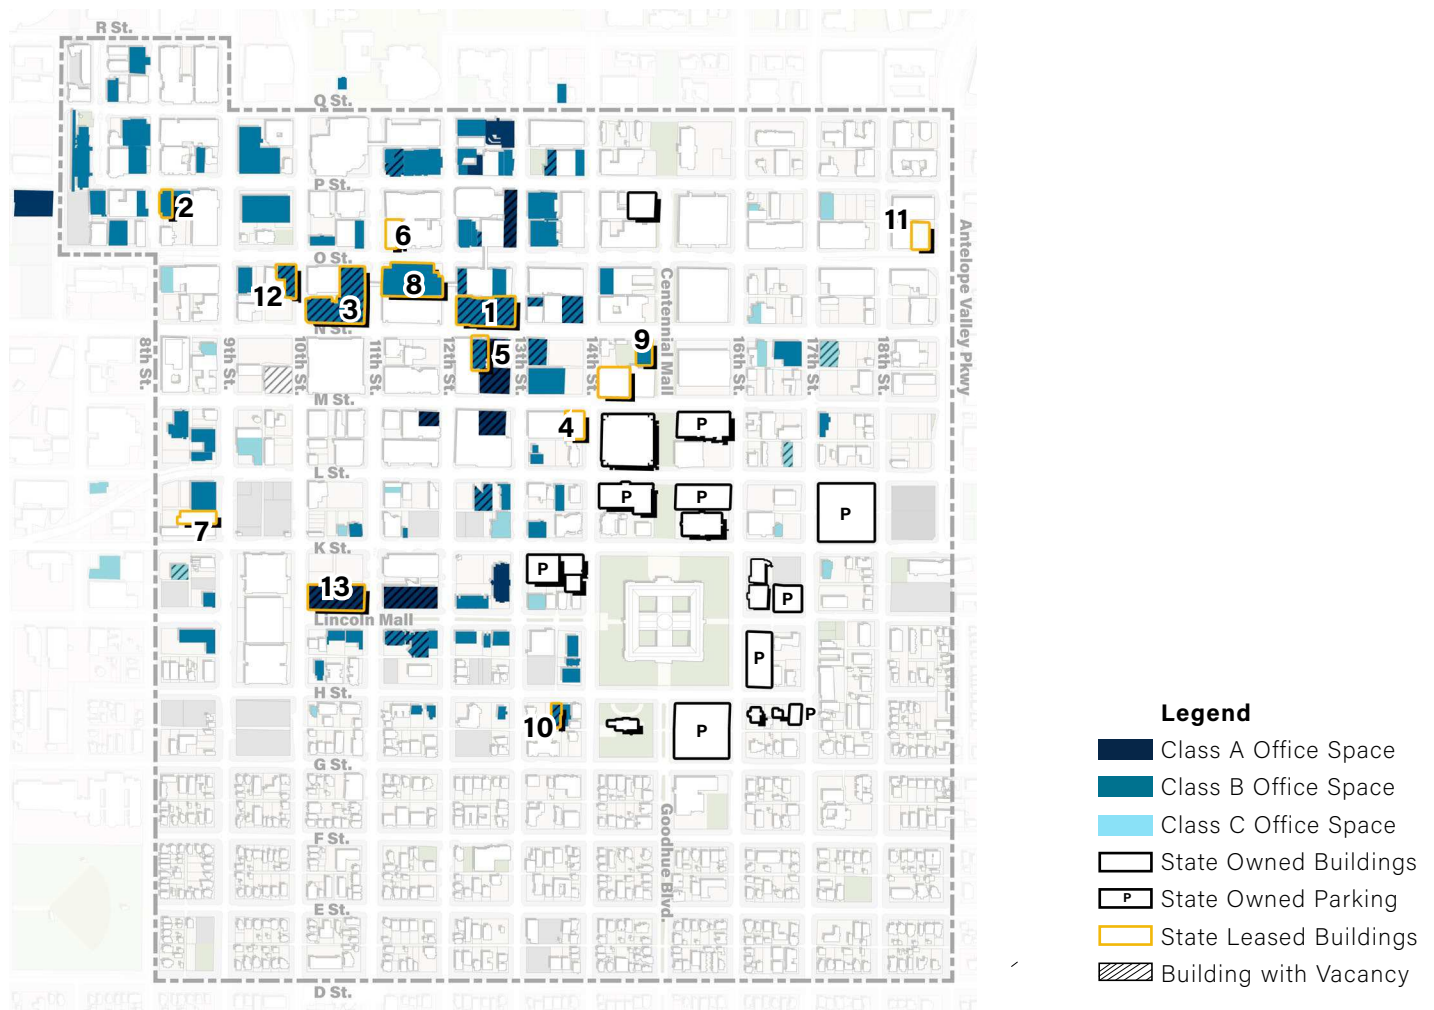 R St.
Q St.
P St.
2
6
11
O St.
12
3
8
1
N St.
Centennial Mall
Antelope Valley Pkwy
8th St.
9th St.
10th St.
11th St.
12th St.
13th St.
14th St.
16th St.
17th St.
18th St.
5
9
M St.
4
P
L St.
P
P
P
7
K St.
P
13
P
Lincoln Mall
P
H St.
10
P
P
G St.
F St.
Goodhue Blvd.
E St.
D St.
Legend
Class A Office Space
Class B Office Space
Class C Office Space
State Owned Buildings
P State Owned Parking
State Leased Buildings
Building with Vacancy